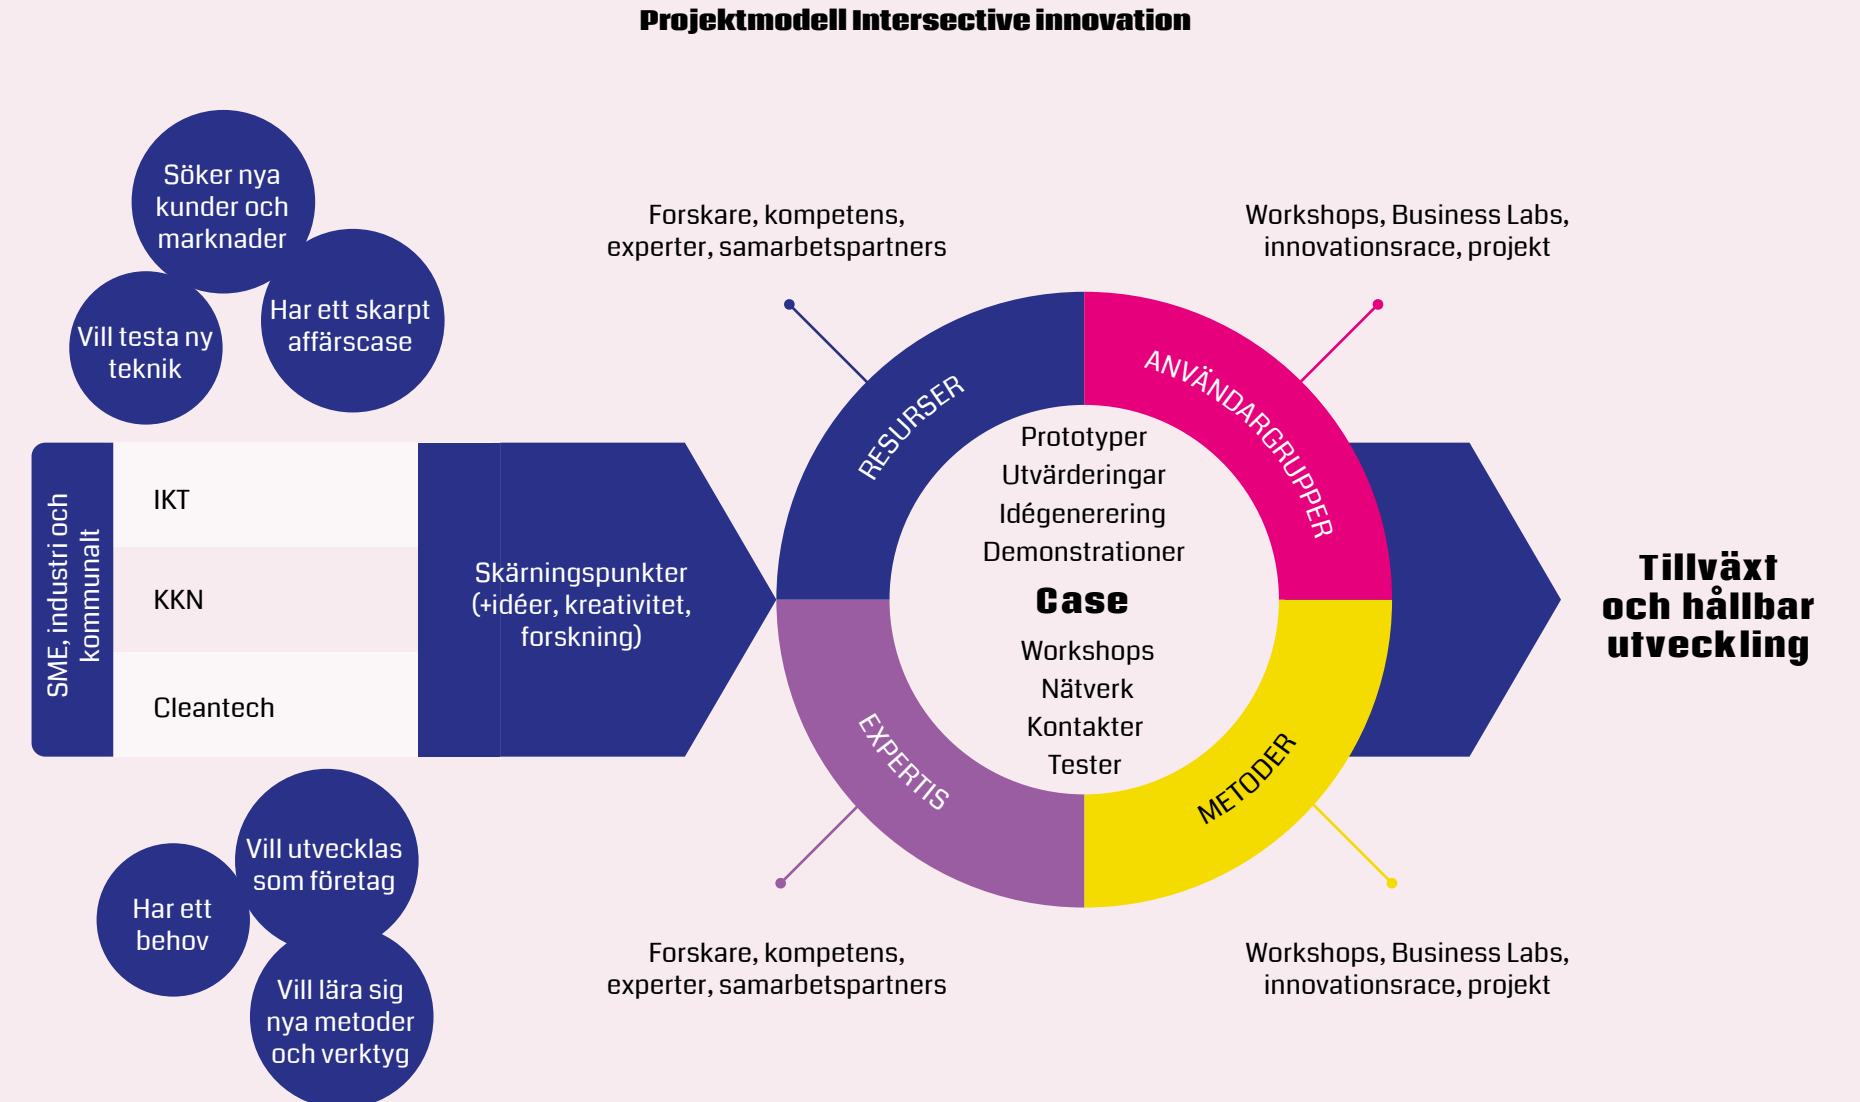 Projektmodell Intersective innovation
Söker nya
kunder och
marknader
Har ett skarpt
affärscase
Vill testa ny
teknik
SME, industri och
kommunalt
IKT
KKN
Cleantech
Skärningspunkter
(+idéer, kreativitet,
forskning)
Vill utvecklas
som företag
Har ett
behov
Vill lära sig
nya metoder
och verktyg
Forskare, kompetens,
experter, samarbetspartners
Workshops, Business Labs,
innovationsrace, projekt
RESURSER
ANVÄNDARGRUPPER
Prototyper
Utvärderingar
Idégenerering
Demonstrationer
Case
Workshops
Nätverk
Kontakter
Tester
EXPERTIS
METODER
Forskare, kompetens,
experter, samarbetspartners
Workshops, Business Labs,
innovationsrace, projekt
Tillväxt
och hållbar
utveckling